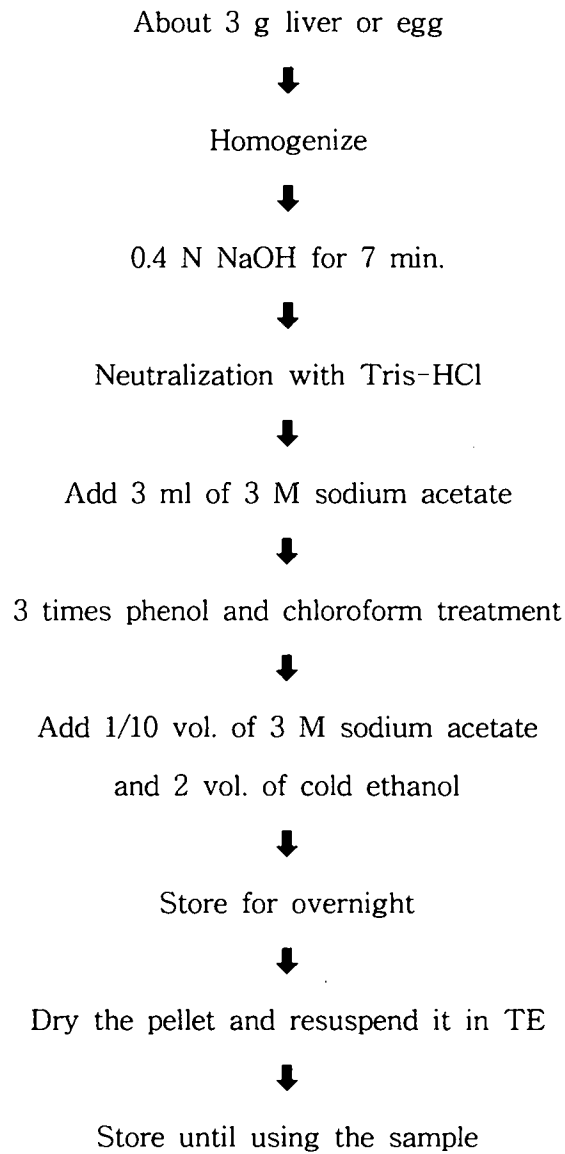 About 3 g liver or egg
Homogenize
0.4 N NaOH for 7 min.
Neutralization with Tris-HCl
Add 3 ml of 3 M sodium acetate
3 times phenol and chloroform treatment
Add 1/10 vol. of 3 M sodium acetate
and 2 vol. of cold ethanol
Store for overnight
Dry the pellet and resuspend it in TE
Store until using the sample